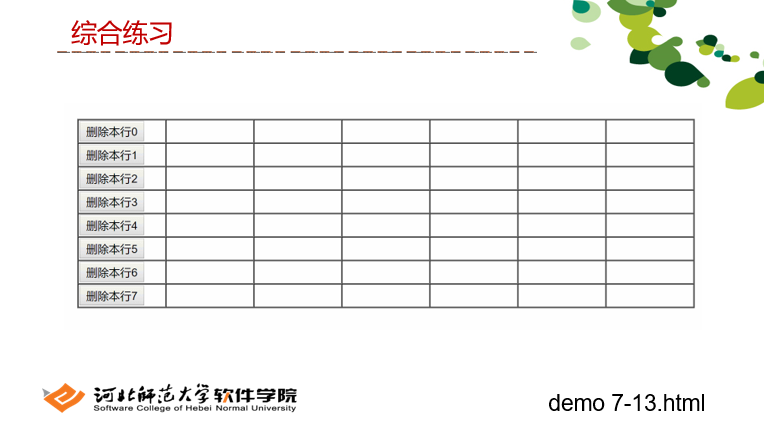 综合练习
删除本行0
删除本行1
删除本行2
删除本行3
删除本行4
删除本行5
删除本行6
删除本行7
河北师范大学软件学院
Software College of Hebei Normal University
demo 7-13.html